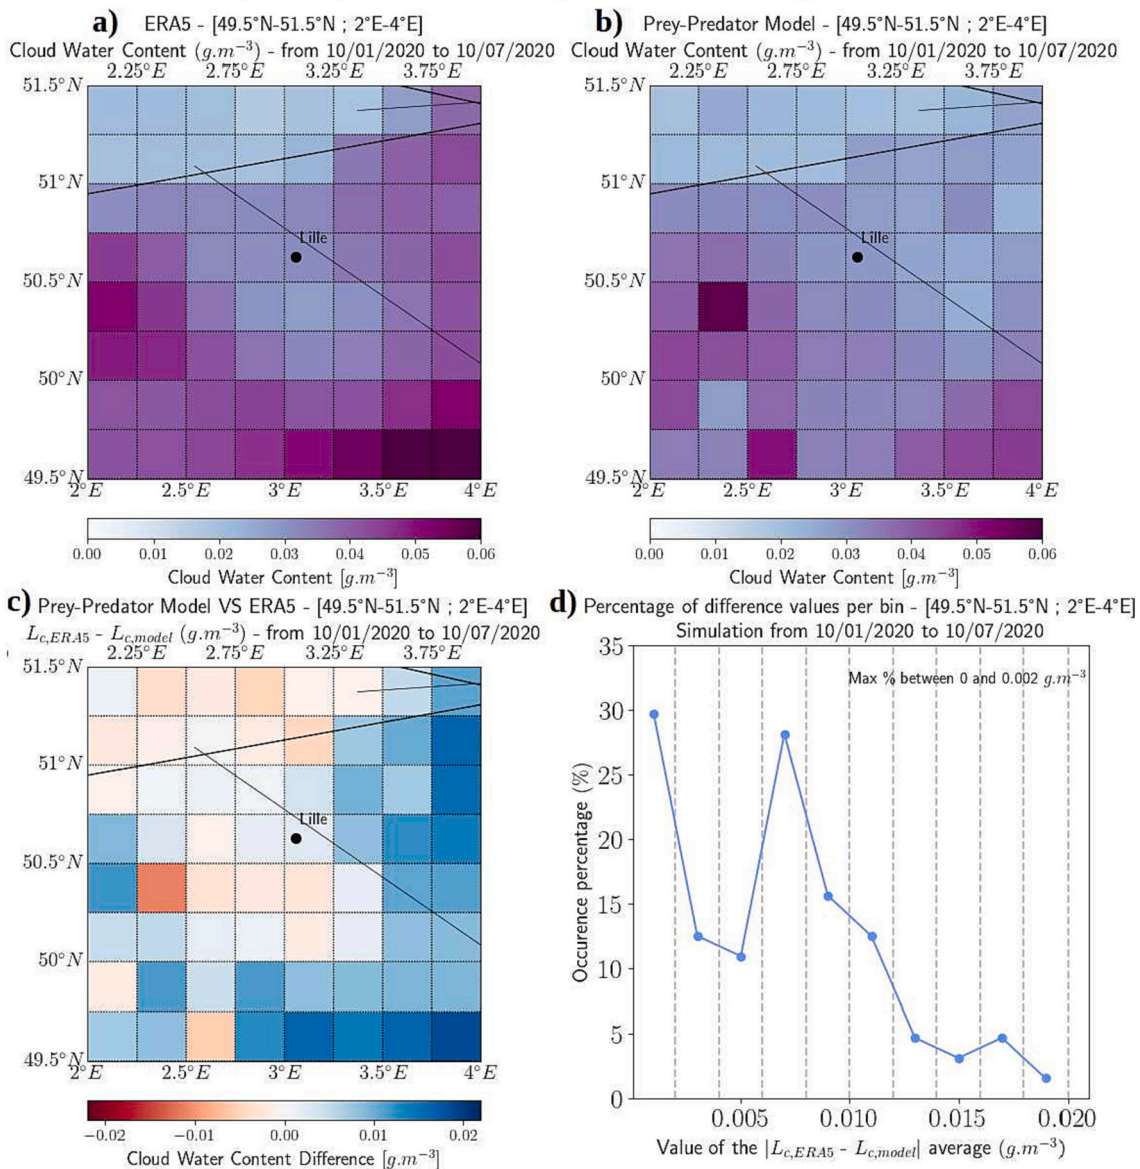 a) ERA5 - [49.5°N-51.5°N ; 2°E-4°E]
Cloud Water Content (g.m⁻³) - from 10/01/2020 to 10/07/2020
2.25°E 2.75°E 3.25°E 3.75°E
51.5°N
51°N
50.5°N
50°N
49.5°N
Lille
2°E 2.5°E 3°E 3.5°E 4°E
0.00 0.01 0.02 0.03 0.04 0.05 0.06
Cloud Water Content [g.m⁻³]
b) Prey-Predator Model - [49.5°N-51.5°N ; 2°E-4°E]
Cloud Water Content (g.m⁻³) - from 10/01/2020 to 10/07/2020
2.25°E 2.75°E 3.25°E 3.75°E
51.5°N
51°N
50.5°N
50°N
49.5°N
Lille
2°E 2.5°E 3°E 3.5°E 4°E
0.00 0.01 0.02 0.03 0.04 0.05 0.06
Cloud Water Content [g.m⁻³]
c) Prey-Predator Model VS ERA5 - [49.5°N-51.5°N ; 2°E-4°E]
L_c,ERA5 - L_c,model (g.m⁻³) - from 10/01/2020 to 10/07/2020
2.25°E 2.75°E 3.25°E 3.75°E
51.5°N
51°N
50.5°N
50°N
49.5°N
Lille
2°E 2.5°E 3°E 3.5°E 4°E
−0.02 −0.01 0.00 0.01 0.02
Cloud Water Content Difference [g.m⁻³]
d) Percentage of difference values per bin - [49.5°N-51.5°N ; 2°E-4°E]
Simulation from 10/01/2020 to 10/07/2020
Max % between 0 and 0.002 g.m⁻³
Occurence percentage (%)
35
30
25
20
15
10
5
0
0.005 0.010 0.015 0.020
Value of the |L_c,ERA5 - L_c,model| average (g.m⁻³)